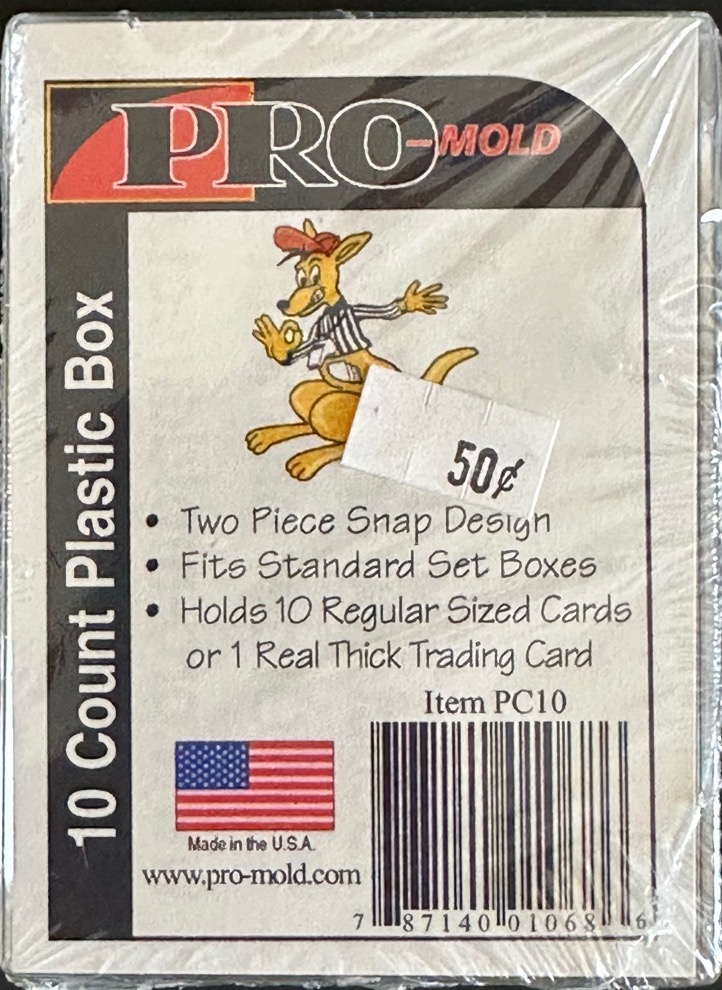 PRO-MOLD
10 Count Plastic Box
50¢
• Two Piece Snap Design
• Fits Standard Set Boxes
• Holds 10 Regular Sized Cards
or 1 Real Thick Trading Card
Item PC10
Made in the U.S.A.
www.pro-mold.com
7 87140 01068 6